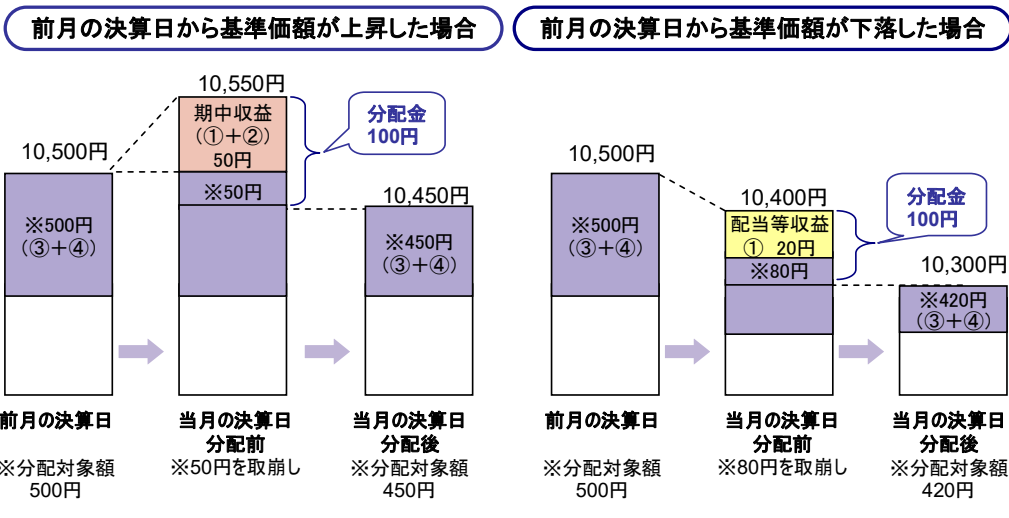 前月の決算日から基準価額が上昇した場合
10,550円
期中収益
（①＋②）
50円
※50円
分配金
100円
10,500円
※500円
（③＋④）
10,450円
※450円
（③＋④）
前月の決算日
※分配対象額
500円
当月の決算日
分配前
※50円を取崩し
当月の決算日
分配後
※分配対象額
450円
前月の決算日から基準価額が下落した場合
10,500円
※500円
（③＋④）
10,400円
配当等収益
① 20円
※80円
分配金
100円
10,300円
※420円
（③＋④）
前月の決算日
※分配対象額
500円
当月の決算日
分配前
※80円を取崩し
当月の決算日
分配後
※分配対象額
420円